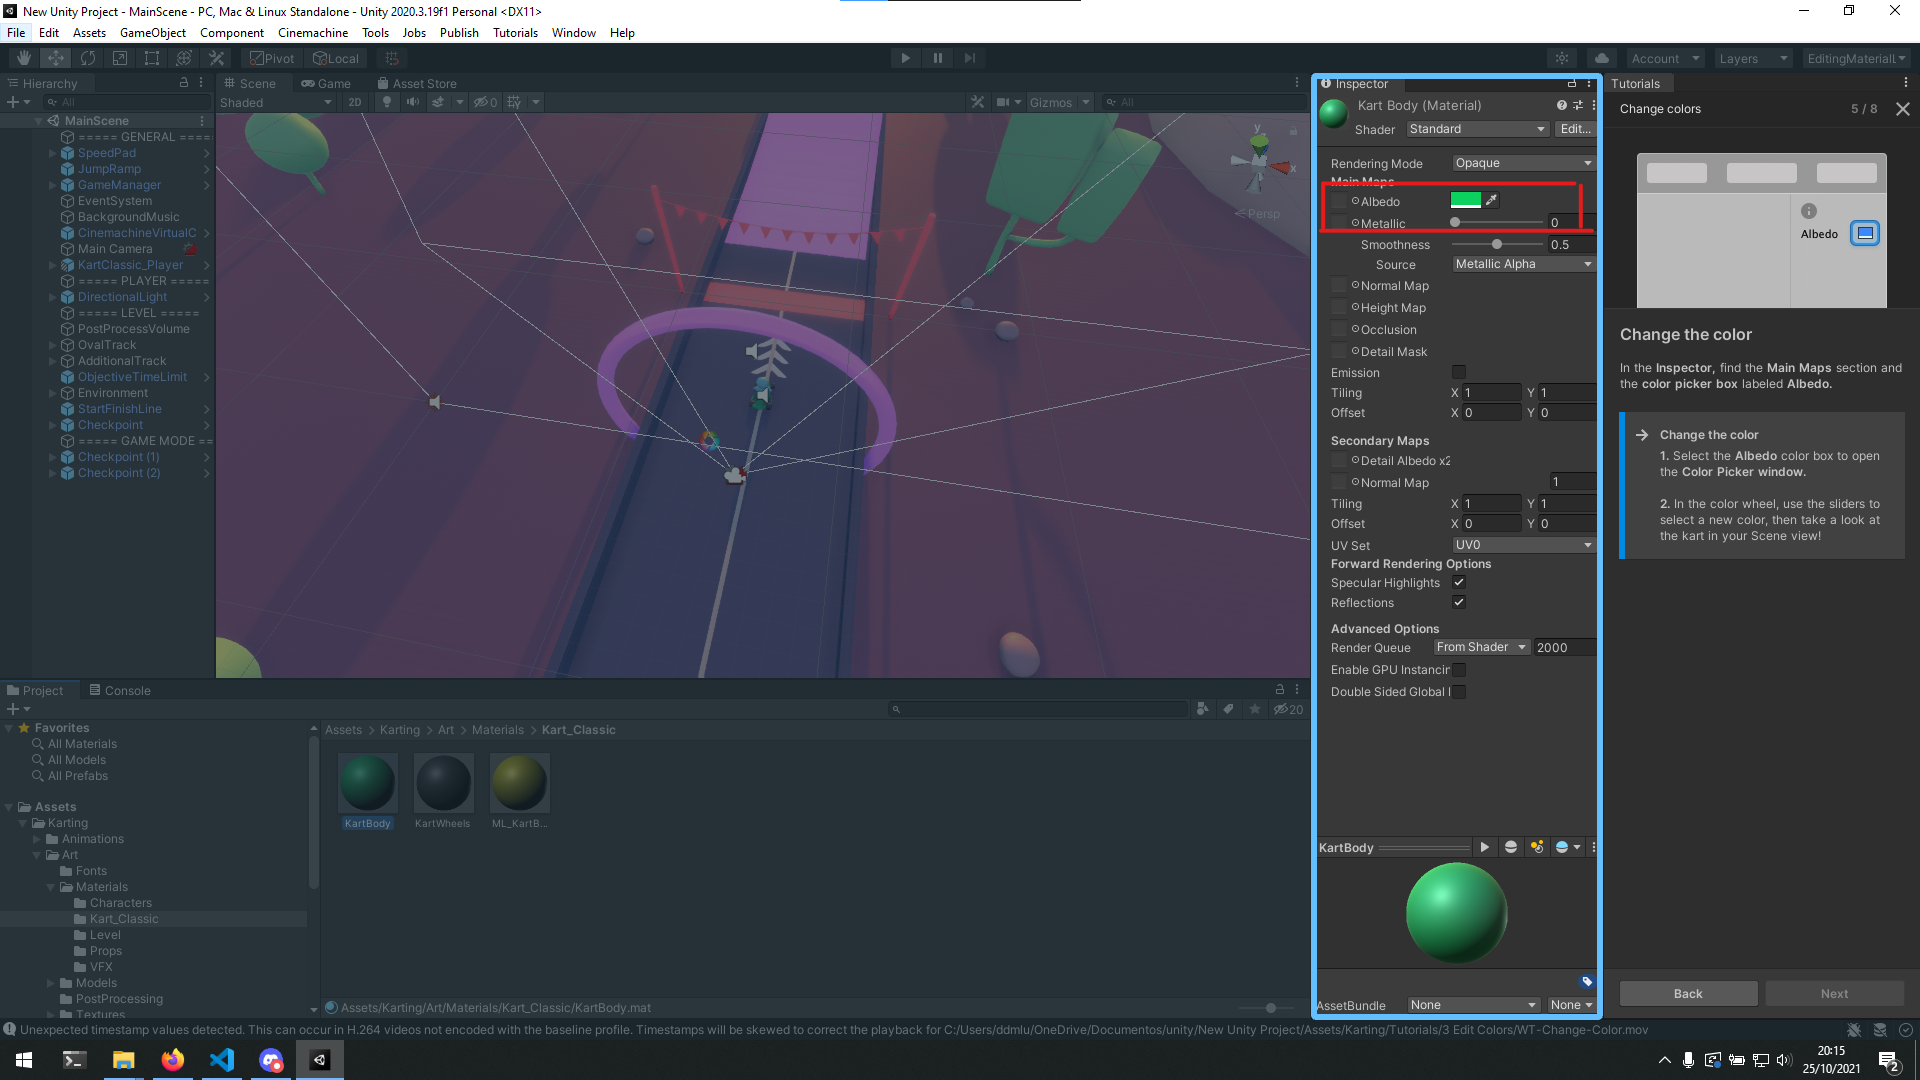 New Unity Project - MainScene - PC, Mac & Linux Standalone - Unity 2020.3.19f1 Personal <DX11>
File Edit Assets GameObject Component Cinemachine Tools Jobs Publish Tutorials Window Help
Pivot Local
Account Layers EditingMaterialL
Hierarchy
All
MainScene
===== GENERAL =====
SpeedPad
JumpRamp
GameManager
EventSystem
BackgroundMusic
CinemachineVirtualC
Main Camera
KartClassic_Player
===== PLAYER =====
DirectionalLight
===== LEVEL =====
PostProcessVolume
OvalTrack
AdditionalTrack
ObjectiveTimeLimit
Environment
StartFinishLine
Checkpoint
===== GAME MODE ==
Checkpoint (1)
Checkpoint (2)
Scene Game Asset Store
Shaded 2D 0 Gizmos All
y
x
Persp
Inspector
Kart Body (Material)
Shader Standard Edit...
Rendering Mode Opaque
Main Maps
Albedo
Metallic 0
Smoothness 0.5
Source Metallic Alpha
Normal Map
Height Map
Occlusion
Detail Mask
Emission
Tiling X 1 Y 1
Offset X 0 Y 0
Secondary Maps
Detail Albedo x2
Normal Map 1
Tiling X 1 Y 1
Offset X 0 Y 0
UV Set UV0
Forward Rendering Options
Specular Highlights
Reflections
Advanced Options
Render Queue From Shader 2000
Enable GPU Instancin
Double Sided Global I
KartBody
AssetBundle None None
Tutorials
Change colors 5 / 8
Albedo
Change the color
In the Inspector, find the Main Maps section and
the color picker box labeled Albedo.
Change the color
1. Select the Albedo color box to open
the Color Picker window.
2. In the color wheel, use the sliders to
select a new color, then take a look at
the kart in your Scene view!
Back Next
Project Console
20
Favorites
All Materials
All Models
All Prefabs
Assets
Karting
Animations
Art
Fonts
Materials
Characters
Kart_Classic
Level
Props
VFX
Models
PostProcessing
Textures
Assets > Karting > Art > Materials > Kart_Classic
KartBody KartWheels ML_KartB...
Assets/Karting/Art/Materials/Kart_Classic/KartBody.mat
Unexpected timestamp values detected. This can occur in H.264 videos not encoded with the baseline profile. Timestamps will be skewed to correct the playback for C:/Users/ddmlu/OneDrive/Documentos/unity/New Unity Project/Assets/Karting/Tutorials/3 Edit Colors/WT-Change-Color.mov
20:15
25/10/2021
2